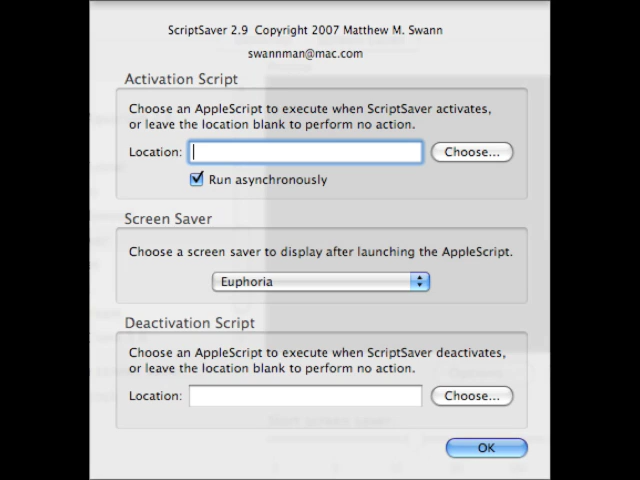 ScriptSaver 2.9 Copyright 2007 Matthew M. Swann
swannman@mac.com
Activation Script
Choose an AppleScript to execute when ScriptSaver activates,
or leave the location blank to perform no action.
Location: Choose...
Run asynchronously
Screen Saver
Choose a screen saver to display after launching the AppleScript.
Euphoria
Deactivation Script
Choose an AppleScript to execute when ScriptSaver deactivates,
or leave the location blank to perform no action.
Location: Choose...
OK